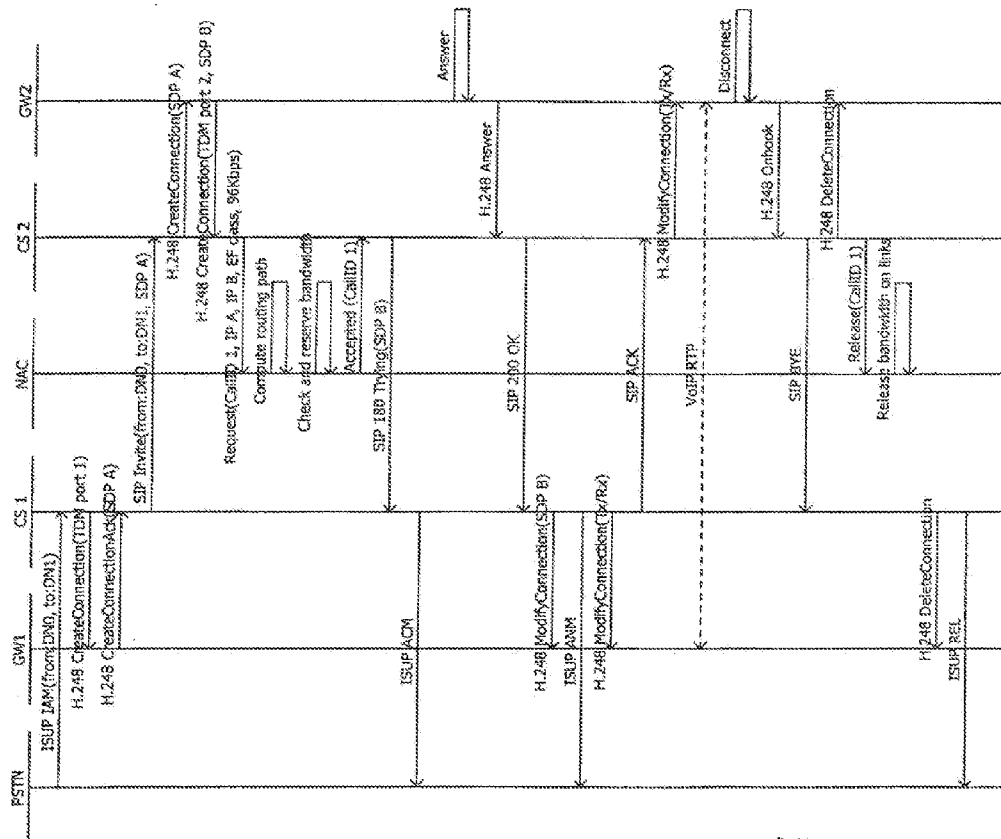 PSTN
GW1
CS 1
NAC
CS 2
GW2
ISUP IAM(from:DN0, to:DN1)
H.248 CreateConnection(TDM port 1)
H.248 CreateConnectionAck(SDP A)
SIP Invite(from:DN0, to:DN1, SDP A)
H.248 CreateConnection(SDP A)
H.248 CreateConnection(TDM port 2, SDP B)
Request(CallID 1, IP A, IP B, EF class, 96Kbps)
Compute routing path
Check and reserve bandwidth
Accepted (CallID 1)
SIP 180 Trying(SDP B)
ISUP ACM
Answer
H.248 Answer
SIP 200 OK
H.248 ModifyConnection(SDP B)
ISUP ANM
H.248 ModifyConnection(Tx/Rx)
SIP ACK
H.248 ModifyConnection(Tx/Rx)
VoIP RTP
Disconnect
H.248 Onhook
SIP BYE
H.248 DeleteConnection
Release(CallID 1)
Release bandwidth on links
H.248 DeleteConnection
ISUP REL